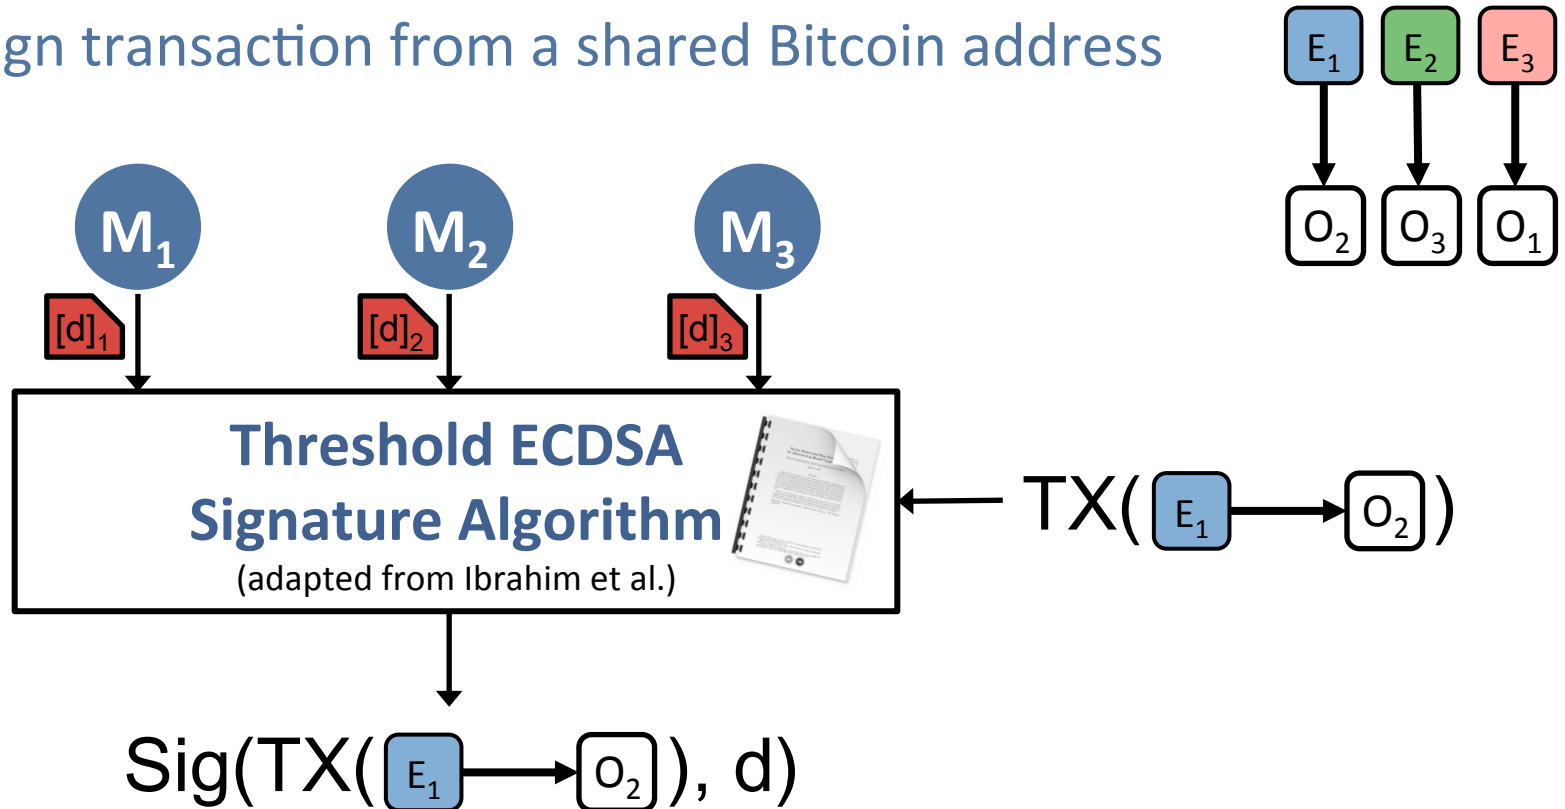 gn transaction from a shared Bitcoin address
E₁ E₂ E₃
O₂ O₃ O₁
M₁ M₂ M₃
[d]₁ [d]₂ [d]₃
Threshold ECDSA
Signature Algorithm
(adapted from Ibrahim et al.)
TX( E₁ O₂ )
Sig(TX( E₁ O₂ ), d)